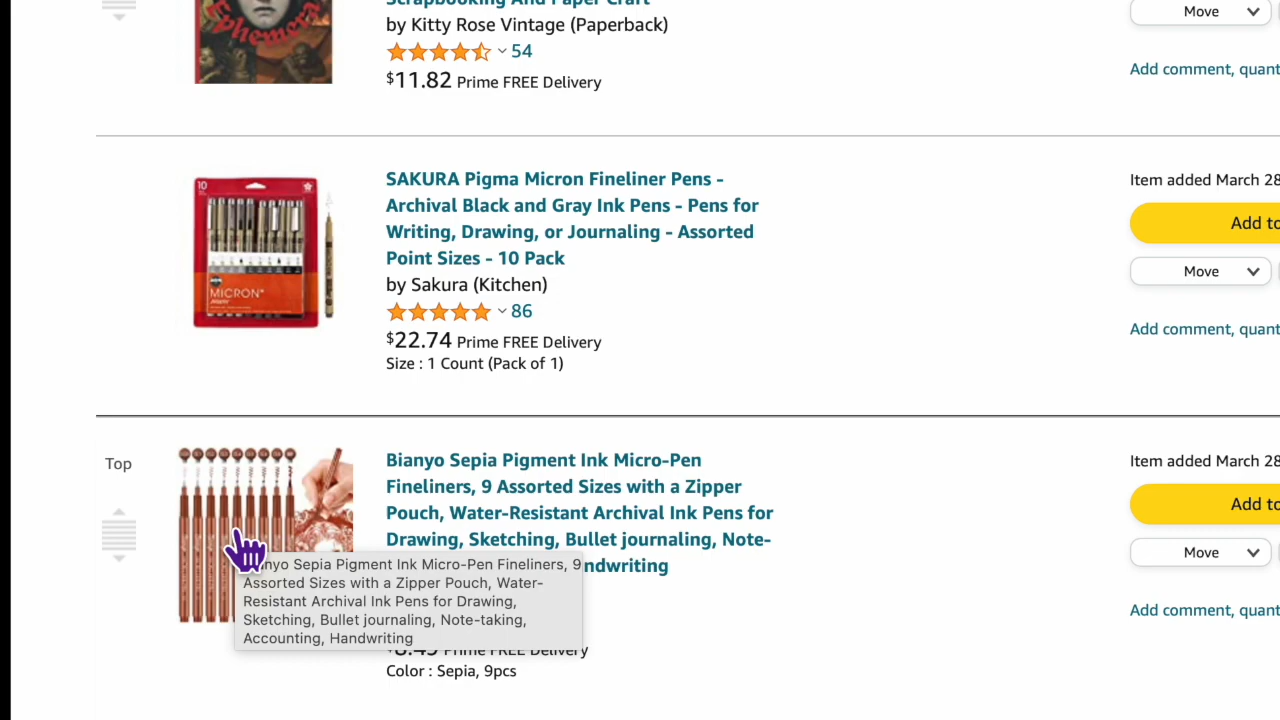 Ephemera
Scrapbooking And Paper Craft
by Kitty Rose Vintage (Paperback)
54
$11.82 Prime FREE Delivery
Move
Add comment, quant
10
MICRON
SAKURA Pigma Micron Fineliner Pens -
Archival Black and Gray Ink Pens - Pens for
Writing, Drawing, or Journaling - Assorted
Point Sizes - 10 Pack
by Sakura (Kitchen)
86
$22.74 Prime FREE Delivery
Size : 1 Count (Pack of 1)
Item added March 28
Add to
Move
Add comment, quant
Top
Bianyo Sepia Pigment Ink Micro-Pen
Fineliners, 9 Assorted Sizes with a Zipper
Pouch, Water-Resistant Archival Ink Pens for
Drawing, Sketching, Bullet journaling, Note-
ndwriting
nyo Sepia Pigment Ink Micro-Pen Fineliners, 9
Assorted Sizes with a Zipper Pouch, Water-
Resistant Archival Ink Pens for Drawing,
Sketching, Bullet journaling, Note-taking,
Accounting, Handwriting
Prime FREE Delivery
Color : Sepia, 9pcs
Item added March 28
Add to
Move
Add comment, quant